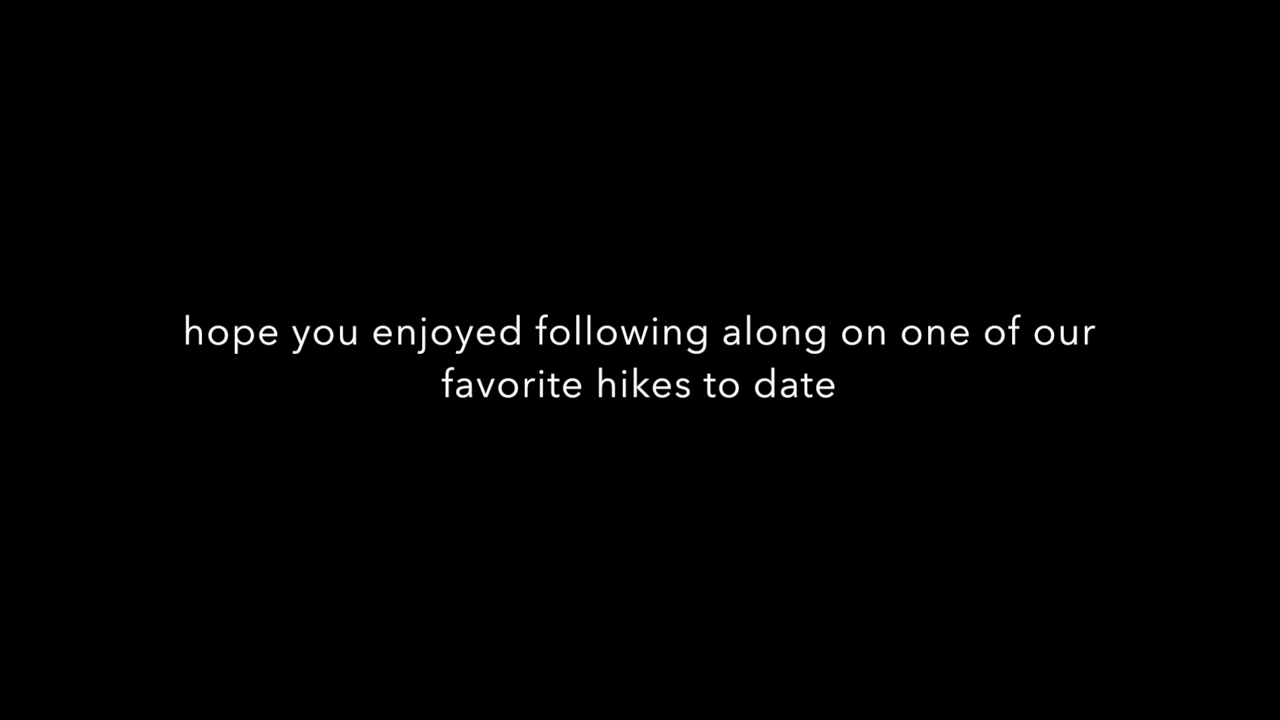 hope you enjoyed following along on one of our
favorite hikes to date